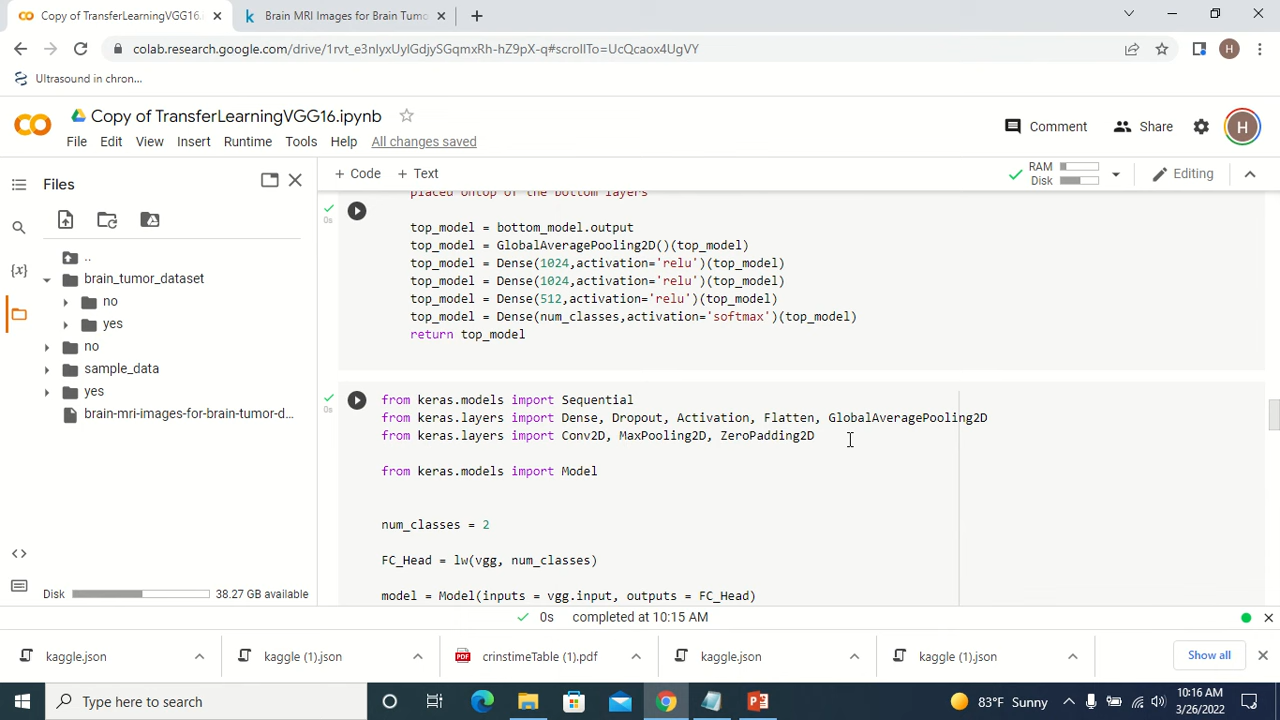 Copy of TransferLearningVGG16.ipynb
Brain MRI Images for Brain Tumo
colab.research.google.com/drive/1rvt_e3nIyxUyIGdjySGqmxRh-hZ9pX-q#scrollTo=UcQcaox4UgVY
H
Ultrasound in chron...
Copy of TransferLearningVGG16.ipynb
File Edit View Insert Runtime Tools Help All changes saved
Comment Share H
Files
+ Code + Text
RAM
Disk
Editing
..
brain_tumor_dataset
no
yes
no
sample_data
yes
brain-mri-images-for-brain-tumor-d...
Disk 38.27 GB available
placed ontop of the bottom layers
0s
top_model = bottom_model.output
top_model = GlobalAveragePooling2D()(top_model)
top_model = Dense(1024,activation='relu')(top_model)
top_model = Dense(1024,activation='relu')(top_model)
top_model = Dense(512,activation='relu')(top_model)
top_model = Dense(num_classes,activation='softmax')(top_model)
return top_model
0s
from keras.models import Sequential
from keras.layers import Dense, Dropout, Activation, Flatten, GlobalAveragePooling2D
from keras.layers import Conv2D, MaxPooling2D, ZeroPadding2D
from keras.models import Model
num_classes = 2
FC_Head = lw(vgg, num_classes)
model = Model(inputs = vgg.input, outputs = FC_Head)
0s completed at 10:15 AM
kaggle.json
kaggle (1).json
crinstimeTable (1).pdf
kaggle.json
kaggle (1).json
Show all
Type here to search
83°F Sunny
10:16 AM
3/26/2022